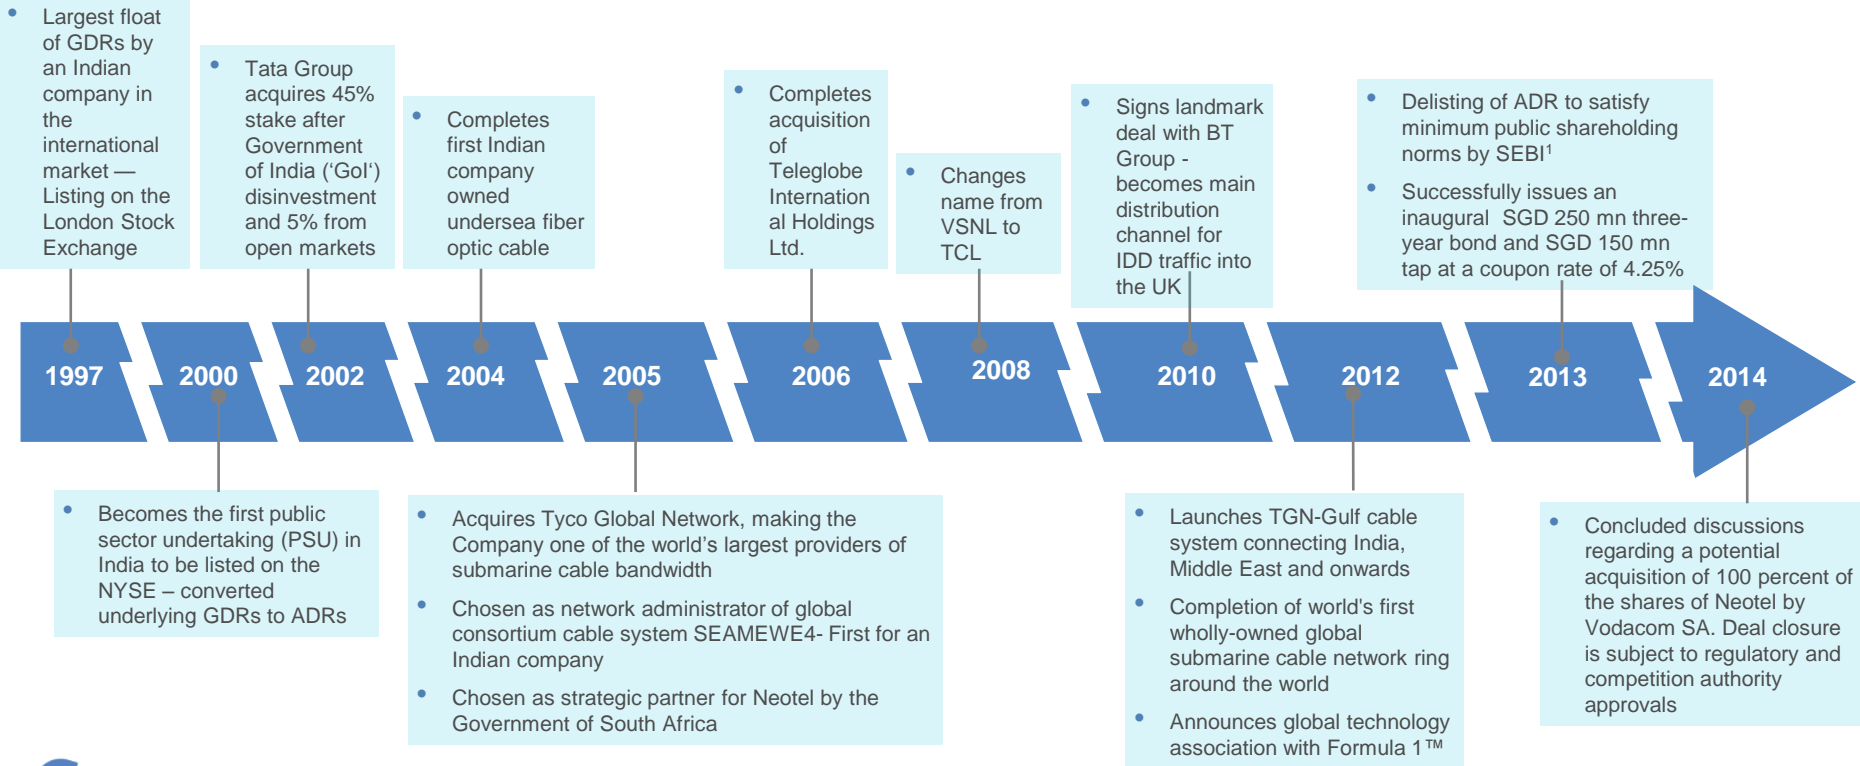 • Largest float
of GDRs by
an Indian
company in
the
international
market —
Listing on the
London Stock
Exchange
• Tata Group
acquires 45%
stake after
Government
of India (‘GoI‘)
disinvestment
and 5% from
open markets
• Completes
first Indian
company
owned
undersea fiber
optic cable
• Completes
acquisition
of
Teleglobe
Internation
al Holdings
Ltd.
• Changes
name from
VSNL to
TCL
• Signs landmark
deal with BT
Group -
becomes main
distribution
channel for
IDD traffic into
the UK
• Delisting of ADR to satisfy
minimum public shareholding
norms by SEBI¹
• Successfully issues an
inaugural SGD 250 mn three-
year bond and SGD 150 mn
tap at a coupon rate of 4.25%
1997
2000
2002
2004
2005
2006
2008
2010
2012
2013
2014
• Becomes the first public
sector undertaking (PSU) in
India to be listed on the
NYSE – converted
underlying GDRs to ADRs
• Acquires Tyco Global Network, making the
Company one of the world’s largest providers of
submarine cable bandwidth
• Chosen as network administrator of global
consortium cable system SEAMEWE4- First for an
Indian company
• Chosen as strategic partner for Neotel by the
Government of South Africa
• Launches TGN-Gulf cable
system connecting India,
Middle East and onwards
• Completion of world's first
wholly-owned global
submarine cable network ring
around the world
• Announces global technology
association with Formula 1™
• Concluded discussions
regarding a potential
acquisition of 100 percent of
the shares of Neotel by
Vodacom SA. Deal closure
is subject to regulatory and
competition authority
approvals